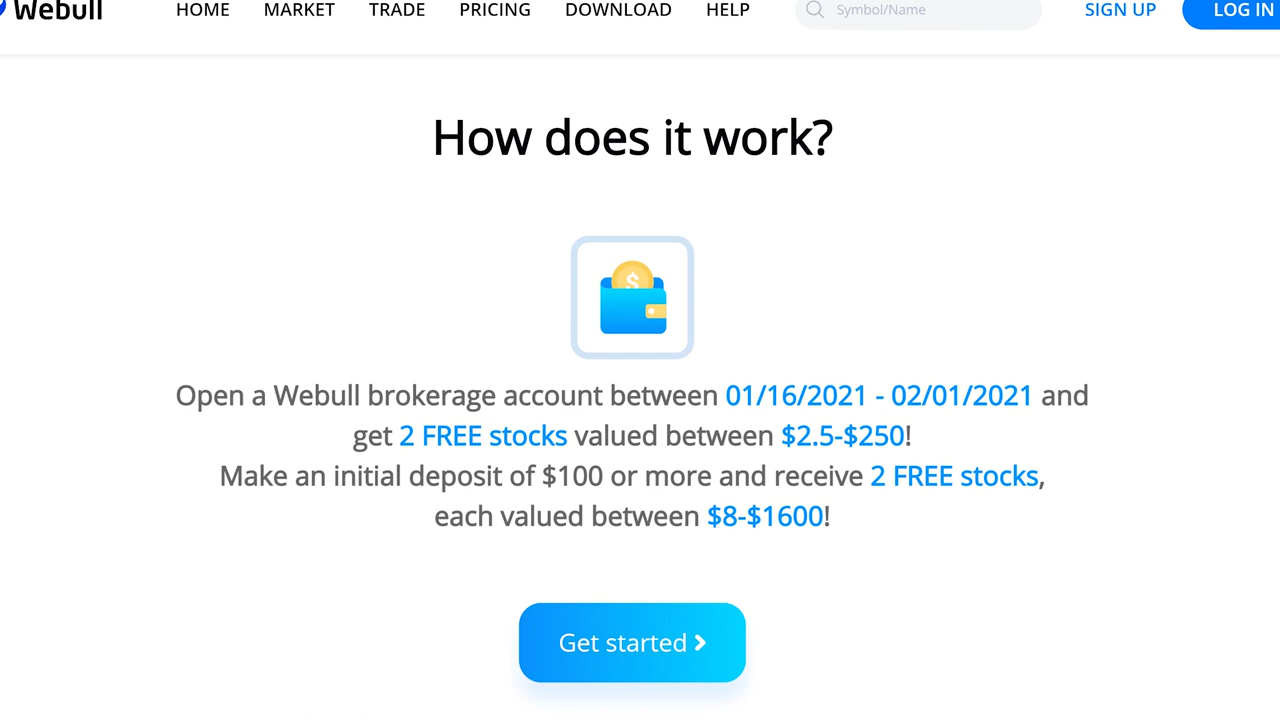 Webull HOME MARKET TRADE PRICING DOWNLOAD HELP Symbol/Name SIGN UP LOG IN
How does it work?
$
Open a Webull brokerage account between 01/16/2021 - 02/01/2021 and
get 2 FREE stocks valued between $2.5-$250!
Make an initial deposit of $100 or more and receive 2 FREE stocks,
each valued between $8-$1600!
Get started